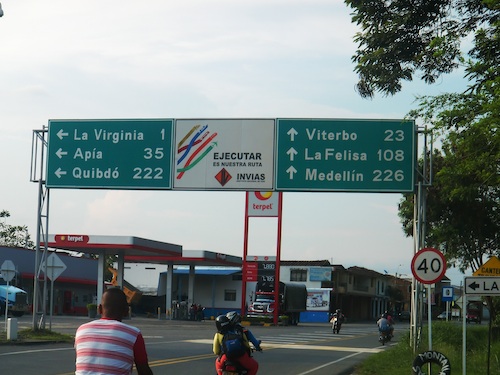 ← La Virginia 1
← Apía 35
← Quibdó 222
EJECUTAR
ES NUESTRA RUTA
INVIAS
↑ Viterbo 23
↑ La Felisa 108
↑ Medellín 226
terpel
terpel
40
← LA